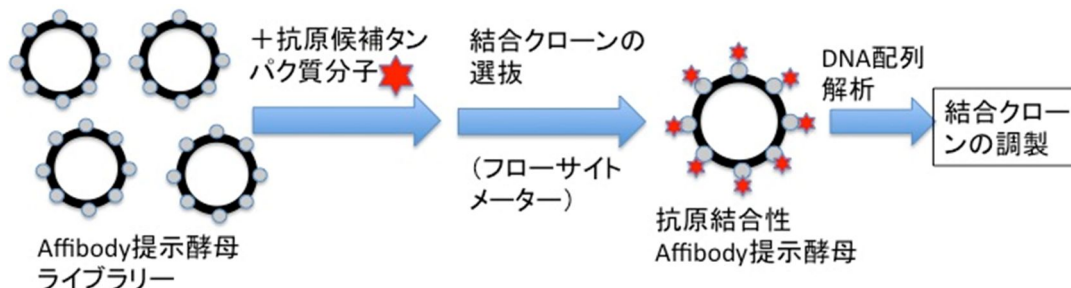 ＋抗原候補タン
パク質分子
結合クローンの
選抜
（フローサイト
メーター）
DNA配列
解析
結合クロー
ンの調製
Affibody提示酵母
ライブラリー
抗原結合性
Affibody提示酵母